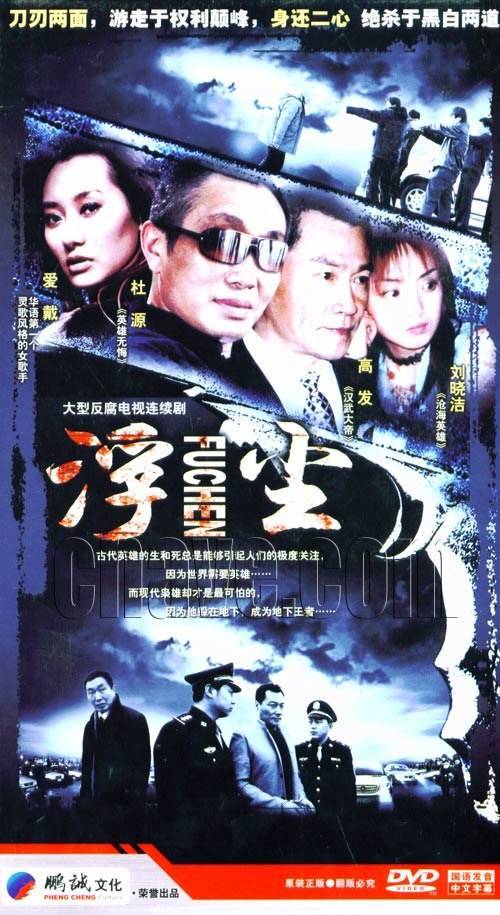 刀刃两面，游走于权利颠峰，身还二心 绝杀于黑白两道
爱戴
华语第一个
灵歌风格的女歌手
杜源
《英雄无悔》
高发
《汉武大帝》
刘晓洁
《沧海英雄》
大型反腐电视连续剧
浮尘
FUCHEN
古代英雄的生和死总是能够引起人们的极度关注，
因为世界需要英雄……
而现代枭雄却才是最可怕的，
因为他躲在地下、成为地下王者……
cnave.com
鹏誠文化
PHENG CHENG Culture
·荣誉出品
原装正版●翻版必究
DVD
VIDEO
国语发音
中文字幕